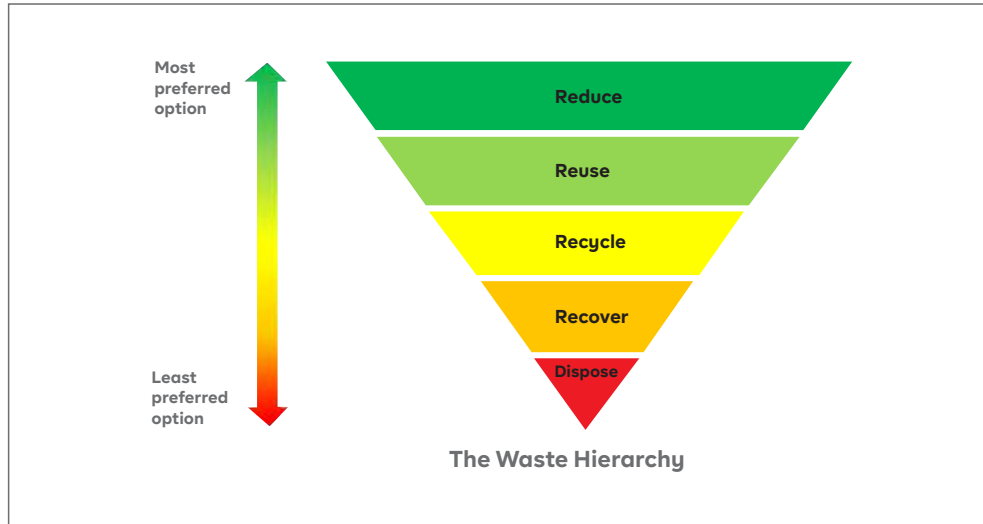 Most
preferred
option
Reduce
Reuse
Recycle
Recover
Dispose
Least
preferred
option
The Waste Hierarchy